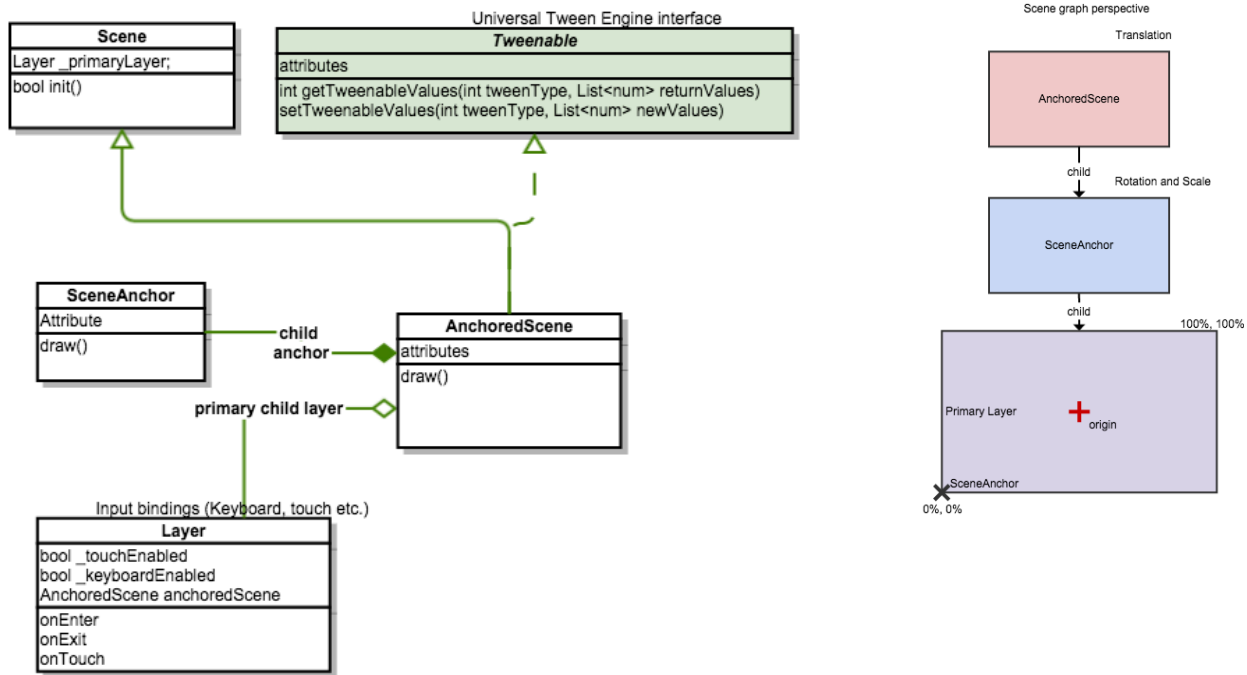 Scene
Layer _primaryLayer;
bool init()
Universal Tween Engine interface
Tweenable
attributes
int getTweenableValues(int tweenType, List<num> returnValues)
setTweenableValues(int tweenType, List<num> newValues)
SceneAnchor
Attribute
draw()
child
anchor
AnchoredScene
attributes
draw()
primary child layer
Input bindings (Keyboard, touch etc.)
Layer
bool _touchEnabled
bool _keyboardEnabled
AnchoredScene anchoredScene
onEnter
onExit
onTouch
Scene graph perspective
Translation
AnchoredScene
child
Rotation and Scale
SceneAnchor
child
100%, 100%
Primary Layer
origin
SceneAnchor
0%, 0%